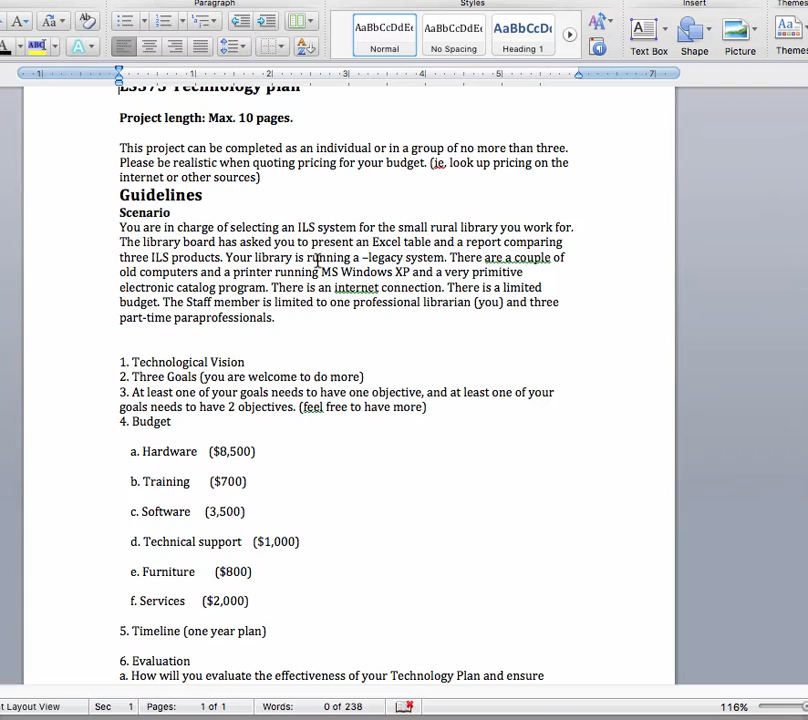 Paragraph
Styles
Insert
Themes
A
Aa
ABC
A
AaBbCcDdEe
AaBbCcDdEe
AaBbCcDdE
A
A
Normal
No Spacing
Heading 1
Text Box
Shape
Picture
Themes
1 1 2 3 4 5 7
Technology plan
Project length: Max. 10 pages.
This project can be completed as an individual or in a group of no more than three.
Please be realistic when quoting pricing for your budget. (ie, look up pricing on the
internet or other sources)
Guidelines
Scenario
You are in charge of selecting an ILS system for the small rural library you work for.
The library board has asked you to present an Excel table and a report comparing
three ILS products. Your library is running a –legacy system. There are a couple of
old computers and a printer running MS Windows XP and a very primitive
electronic catalog program. There is an internet connection. There is a limited
budget. The Staff member is limited to one professional librarian (you) and three
part-time paraprofessionals.
1. Technological Vision
2. Three Goals (you are welcome to do more)
3. At least one of your goals needs to have one objective, and at least one of your
goals needs to have 2 objectives. (feel free to have more)
4. Budget
a. Hardware ($8,500)
b. Training ($700)
c. Software (3,500)
d. Technical support ($1,000)
e. Furniture ($800)
f. Services ($2,000)
5. Timeline (one year plan)
6. Evaluation
a. How will you evaluate the effectiveness of your Technology Plan and ensure
nt Layout View Sec 1 Pages: 1 of 1 Words: 0 of 238 116%